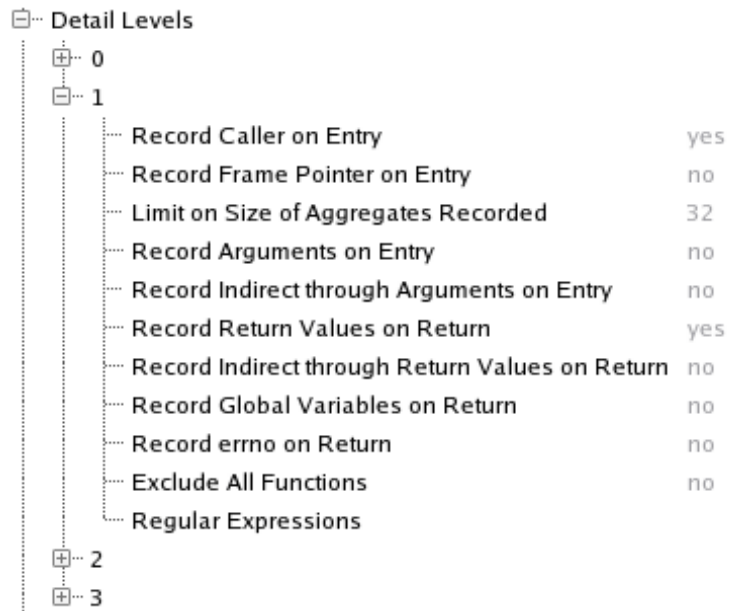 Detail Levels
0
1
Record Caller on Entry yes
Record Frame Pointer on Entry no
Limit on Size of Aggregates Recorded 32
Record Arguments on Entry no
Record Indirect through Arguments on Entry no
Record Return Values on Return yes
Record Indirect through Return Values on Return no
Record Global Variables on Return no
Record errno on Return no
Exclude All Functions no
Regular Expressions
2
3